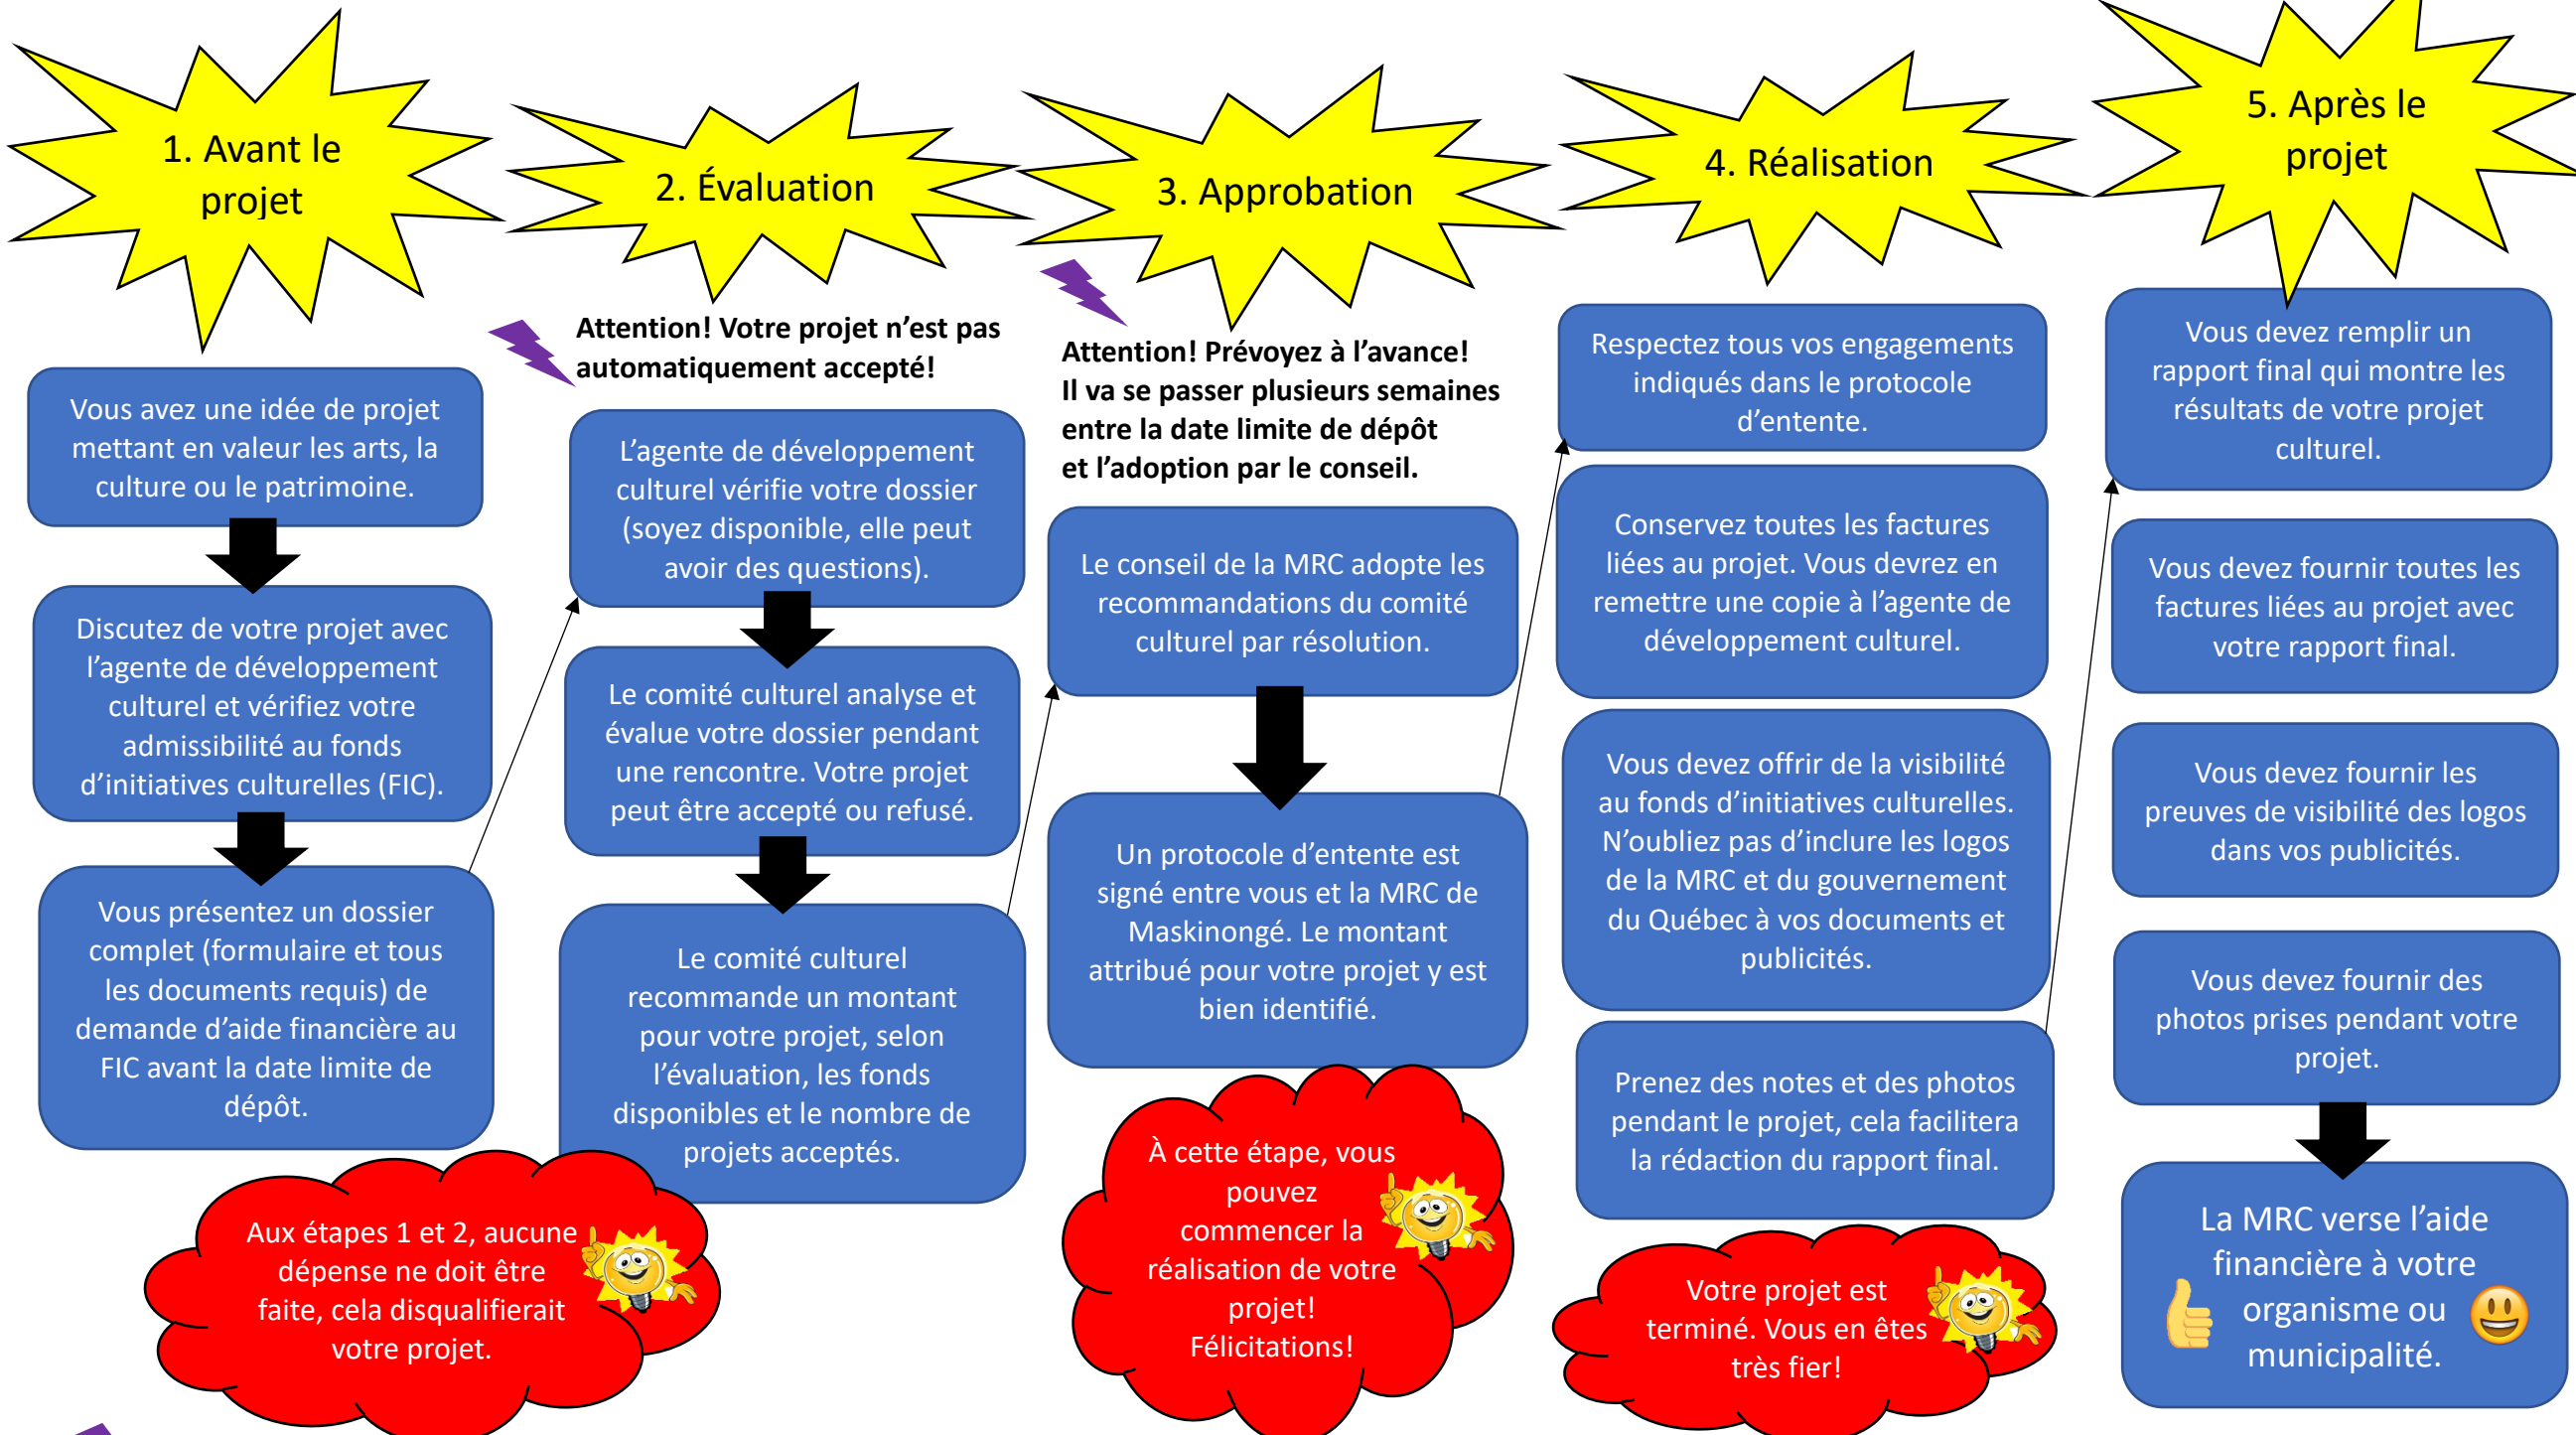 1. Avant le
projet
Vous avez une idée de projet
mettant en valeur les arts, la
culture ou le patrimoine.
Discutez de votre projet avec
l’agente de développement
culturel et vérifiez votre
admissibilité au fonds
d’initiatives culturelles (FIC).
Vous présentez un dossier
complet (formulaire et tous
les documents requis) de
demande d’aide financière au
FIC avant la date limite de
dépôt.
Aux étapes 1 et 2, aucune
dépense ne doit être
faite, cela disqualifierait
votre projet.
2. Évaluation
Attention! Votre projet n’est pas
automatiquement accepté!
L’agente de développement
culturel vérifie votre dossier
(soyez disponible, elle peut
avoir des questions).
Le comité culturel analyse et
évalue votre dossier pendant
une rencontre. Votre projet
peut être accepté ou refusé.
Le comité culturel
recommande un montant
pour votre projet, selon
l’évaluation, les fonds
disponibles et le nombre de
projets acceptés.
3. Approbation
Attention! Prévoyez à l’avance!
Il va se passer plusieurs semaines
entre la date limite de dépôt
et l’adoption par le conseil.
Le conseil de la MRC adopte les
recommandations du comité
culturel par résolution.
Un protocole d’entente est
signé entre vous et la MRC de
Maskinongé. Le montant
attribué pour votre projet y est
bien identifié.
À cette étape, vous
pouvez
commencer la
réalisation de votre
projet!
Félicitations!
4. Réalisation
Respectez tous vos engagements
indiqués dans le protocole
d’entente.
Conservez toutes les factures
liées au projet. Vous devrez en
remettre une copie à l’agente de
développement culturel.
Vous devez offrir de la visibilité
au fonds d’initiatives culturelles.
N’oubliez pas d’inclure les logos
de la MRC et du gouvernement
du Québec à vos documents et
publicités.
Prenez des notes et des photos
pendant le projet, cela facilitera
la rédaction du rapport final.
Votre projet est
terminé. Vous en êtes
très fier!
5. Après le
projet
Vous devez remplir un
rapport final qui montre les
résultats de votre projet
culturel.
Vous devez fournir toutes les
factures liées au projet avec
votre rapport final.
Vous devez fournir les
preuves de visibilité des logos
dans vos publicités.
Vous devez fournir des
photos prises pendant votre
projet.
La MRC verse l’aide
financière à votre
organisme ou
municipalité.